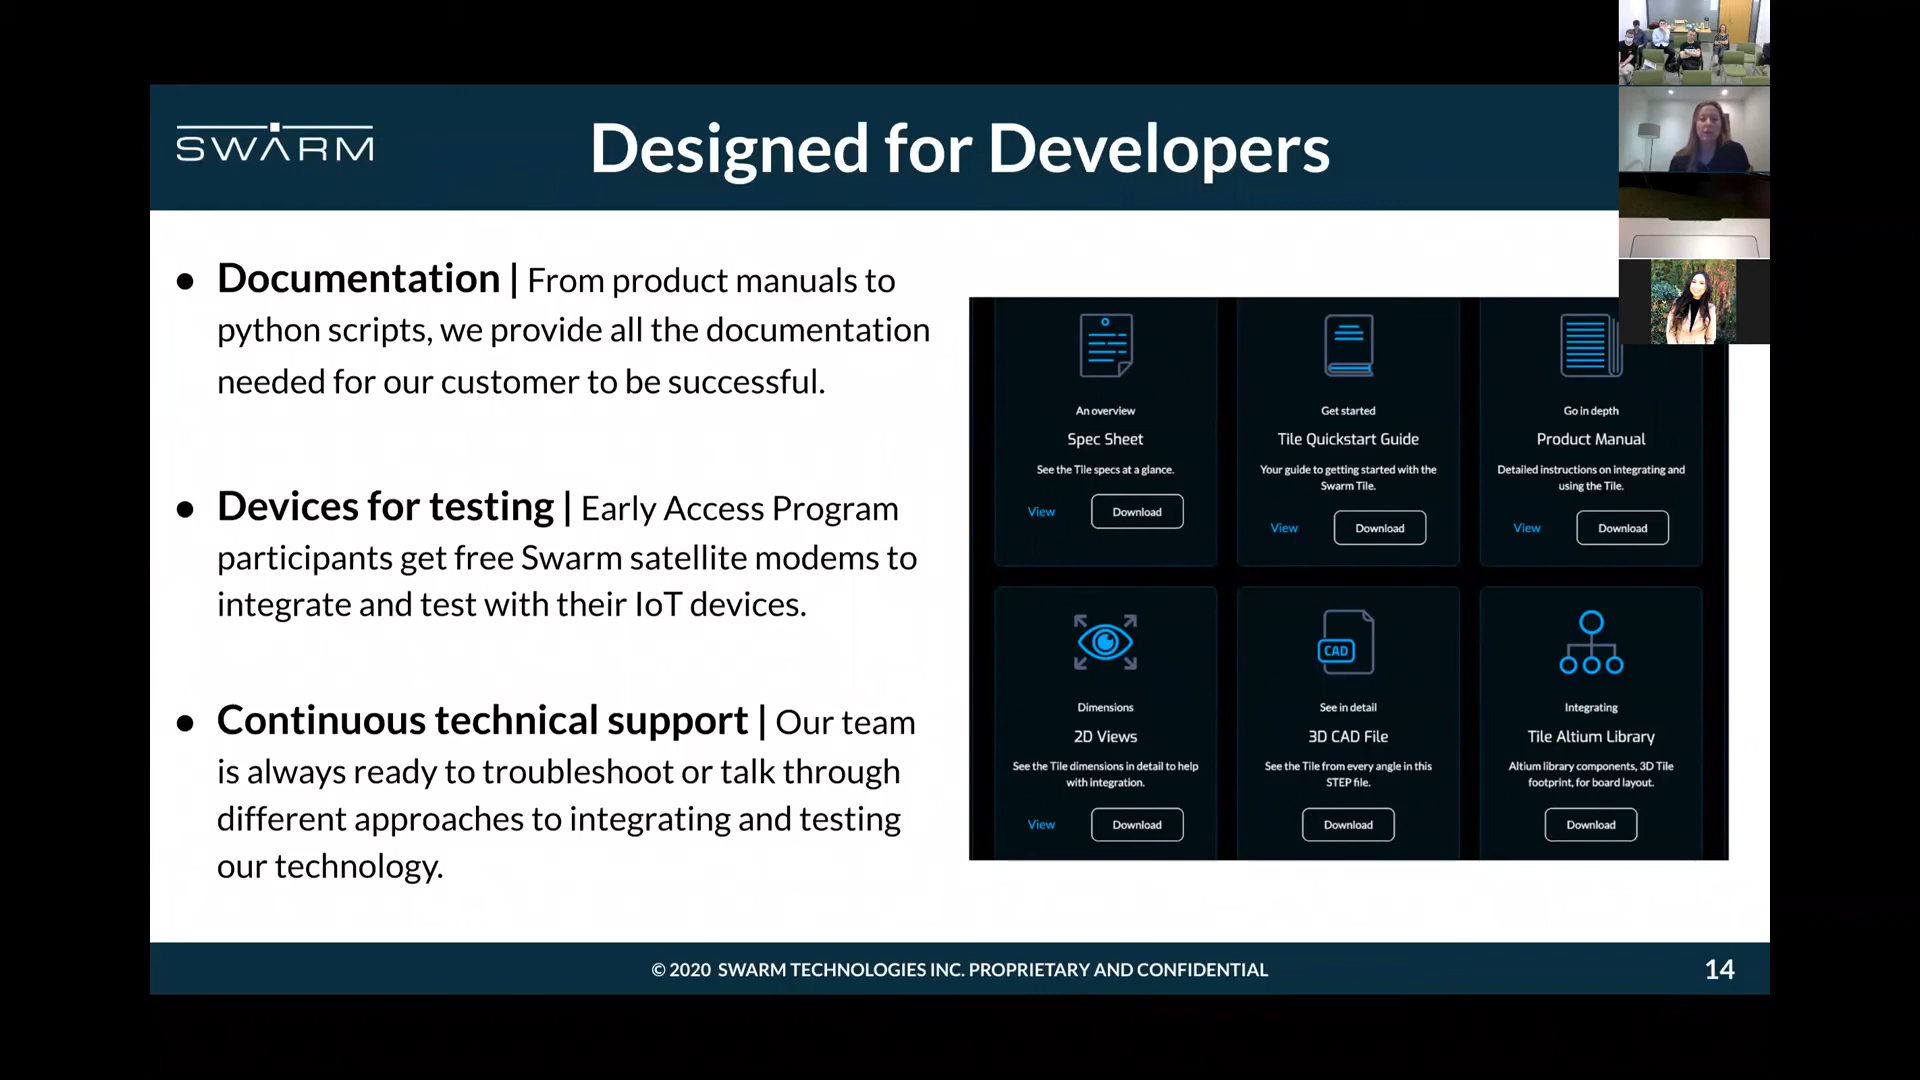 SWARM
Designed for Developers
● Documentation | From product manuals to
python scripts, we provide all the documentation
needed for our customer to be successful.
● Devices for testing | Early Access Program
participants get free Swarm satellite modems to
integrate and test with their IoT devices.
● Continuous technical support | Our team
is always ready to troubleshoot or talk through
different approaches to integrating and testing
our technology.
An overview
Spec Sheet
See the Tile specs at a glance.
View Download
Get started
Tile Quickstart Guide
Your guide to getting started with the
Swarm Tile.
View Download
Go in depth
Product Manual
Detailed instructions on integrating and
using the Tile.
View Download
Dimensions
2D Views
See the Tile dimensions in detail to help
with integration.
View Download
CAD
See in detail
3D CAD File
See the Tile from every angle in this
STEP file.
Download
Integrating
Tile Altium Library
Altium library components, 3D Tile
footprint, for board layout.
Download
© 2020 SWARM TECHNOLOGIES INC. PROPRIETARY AND CONFIDENTIAL
14